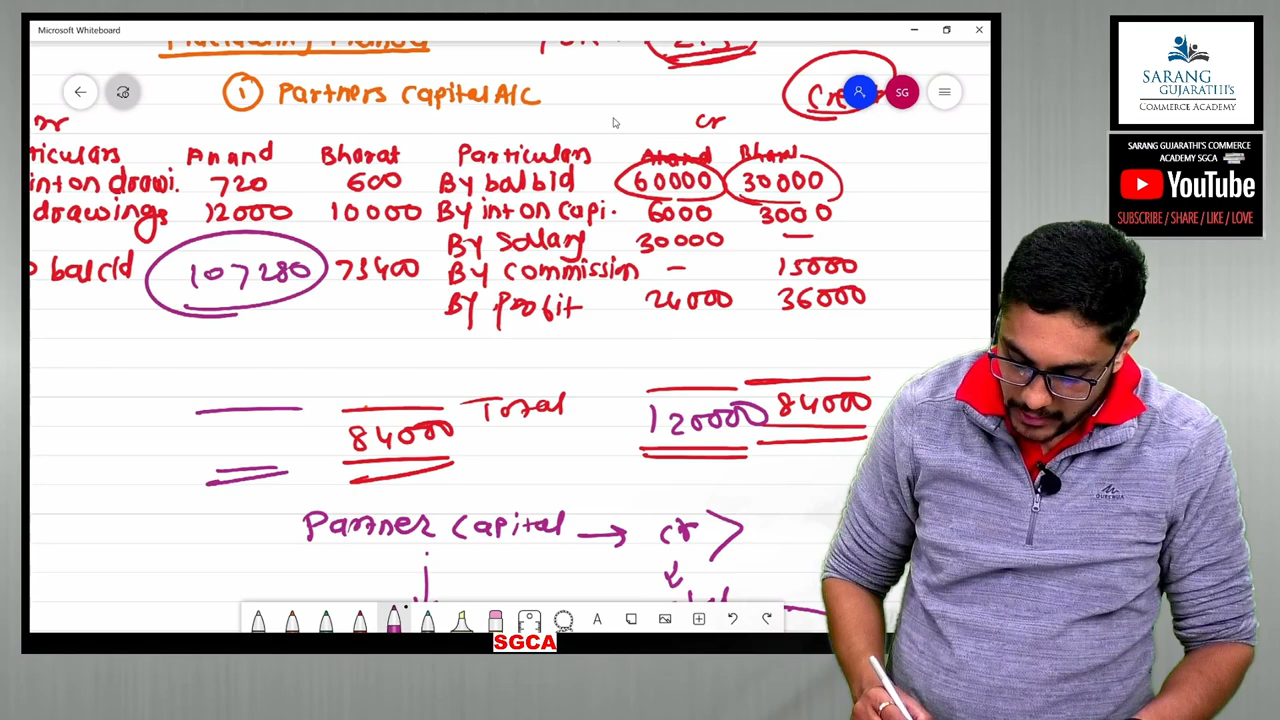 Microsoft Whiteboard
① Partners Capital A/C
SG
Dr
Cr
ticulars Anand Bharat Particulars Anand Bharat
int on drawi. 720 600 By bal b/d 60000 30000
drawings 12000 10000 By int on capi. 6000 3000
By Salary 30000 —
bal c/d 107280 73400 By commission - 15000
By profit 24000 36000
84000 Total 120000 84000
Partner Capital → cr >
A
SGCA
SARANG
GUJARATHI'S
COMMERCE ACADEMY
SARANG GUJARATHI'S COMMERCE
ACADEMY SGCA
YouTube
SUBSCRIBE / SHARE / LIKE / LOVE